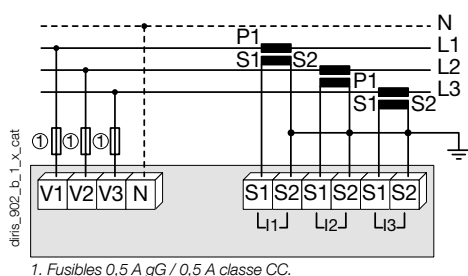 N
P1 L1
S1 S2 L2
P1 L3
S1 S2
① ① ①
V1 V2 V3 N S1 S2 S1 S2 S1 S2
I1 I2 I3
diris_902_b_1_x_cat
1. Fusibles 0,5 A gG / 0,5 A classe CC.